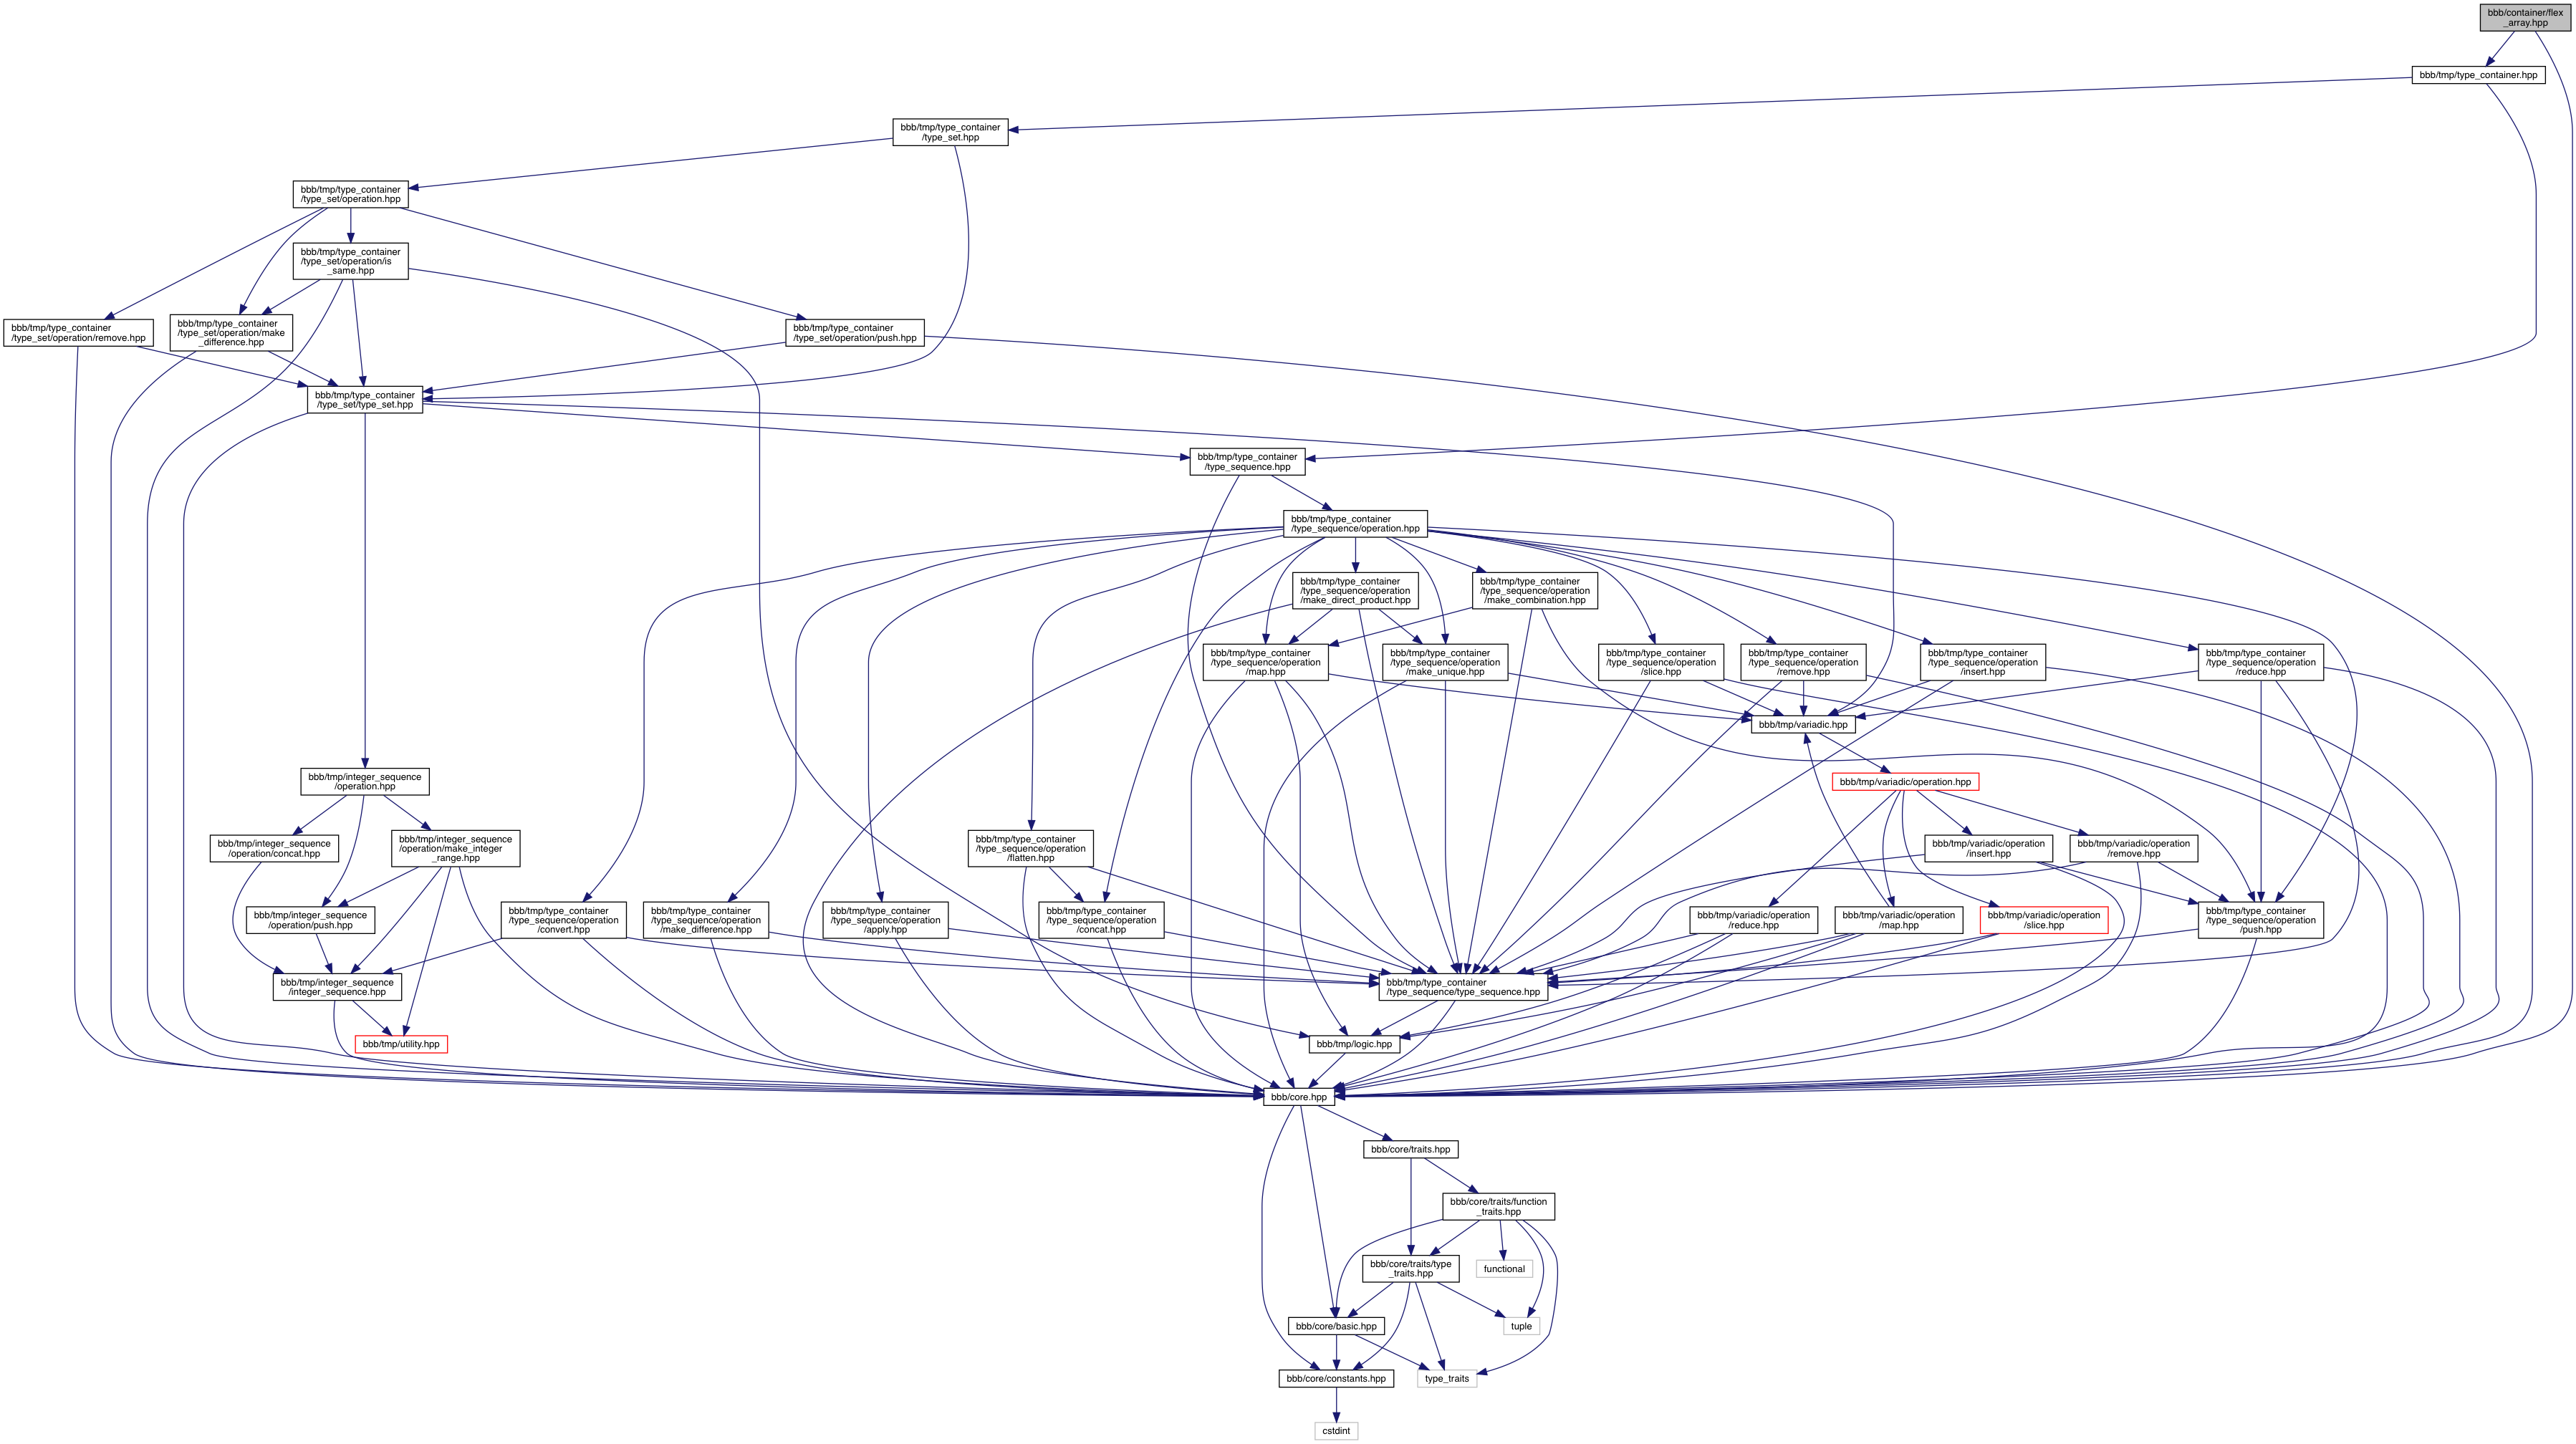 bbb/container/flex
_array.hpp
bbb/tmp/type_container.hpp
bbb/tmp/type_container
/type_set.hpp
bbb/tmp/type_container
/type_set/operation.hpp
bbb/tmp/type_container
/type_set/operation/is
_same.hpp
bbb/tmp/type_container
/type_set/operation/remove.hpp
bbb/tmp/type_container
/type_set/operation/make
_difference.hpp
bbb/tmp/type_container
/type_set/operation/push.hpp
bbb/tmp/type_container
/type_set/type_set.hpp
bbb/tmp/type_container
/type_sequence.hpp
bbb/tmp/type_container
/type_sequence/operation.hpp
bbb/tmp/type_container
/type_sequence/operation
/make_direct_product.hpp
bbb/tmp/type_container
/type_sequence/operation
/make_combination.hpp
bbb/tmp/type_container
/type_sequence/operation
/map.hpp
bbb/tmp/type_container
/type_sequence/operation
/make_unique.hpp
bbb/tmp/type_container
/type_sequence/operation
/slice.hpp
bbb/tmp/type_container
/type_sequence/operation
/remove.hpp
bbb/tmp/type_container
/type_sequence/operation
/insert.hpp
bbb/tmp/type_container
/type_sequence/operation
/reduce.hpp
bbb/tmp/variadic.hpp
bbb/tmp/integer_sequence
/operation.hpp
bbb/tmp/variadic/operation.hpp
bbb/tmp/integer_sequence
/operation/concat.hpp
bbb/tmp/integer_sequence
/operation/make_integer
_range.hpp
bbb/tmp/type_container
/type_sequence/operation
/flatten.hpp
bbb/tmp/variadic/operation
/insert.hpp
bbb/tmp/variadic/operation
/remove.hpp
bbb/tmp/integer_sequence
/operation/push.hpp
bbb/tmp/type_container
/type_sequence/operation
/convert.hpp
bbb/tmp/type_container
/type_sequence/operation
/make_difference.hpp
bbb/tmp/type_container
/type_sequence/operation
/apply.hpp
bbb/tmp/type_container
/type_sequence/operation
/concat.hpp
bbb/tmp/variadic/operation
/reduce.hpp
bbb/tmp/variadic/operation
/map.hpp
bbb/tmp/variadic/operation
/slice.hpp
bbb/tmp/type_container
/type_sequence/operation
/push.hpp
bbb/tmp/integer_sequence
/integer_sequence.hpp
bbb/tmp/type_container
/type_sequence/type_sequence.hpp
bbb/tmp/utility.hpp
bbb/tmp/logic.hpp
bbb/core.hpp
bbb/core/traits.hpp
bbb/core/traits/function
_traits.hpp
bbb/core/traits/type
_traits.hpp
functional
bbb/core/basic.hpp
tuple
bbb/core/constants.hpp
type_traits
cstdint